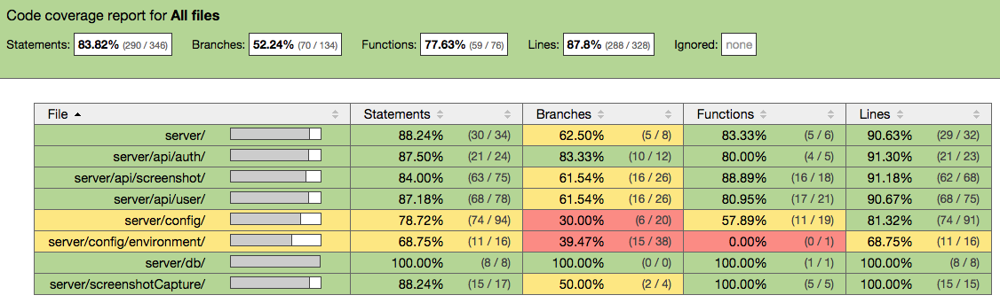 Code coverage report for All files
Statements: 83.82% (290 / 346) Branches: 52.24% (70 / 134) Functions: 77.63% (59 / 76) Lines: 87.8% (288 / 328) Ignored: none
File Statements Branches Functions Lines
server/ 88.24% (30 / 34) 62.50% (5 / 8) 83.33% (5 / 6) 90.63% (29 / 32)
server/api/auth/ 87.50% (21 / 24) 83.33% (10 / 12) 80.00% (4 / 5) 91.30% (21 / 23)
server/api/screenshot/ 84.00% (63 / 75) 61.54% (16 / 26) 88.89% (16 / 18) 91.18% (62 / 68)
server/api/user/ 87.18% (68 / 78) 61.54% (16 / 26) 80.95% (17 / 21) 90.67% (68 / 75)
server/config/ 78.72% (74 / 94) 30.00% (6 / 20) 57.89% (11 / 19) 81.32% (74 / 91)
server/config/environment/ 68.75% (11 / 16) 39.47% (15 / 38) 0.00% (0 / 1) 68.75% (11 / 16)
server/db/ 100.00% (8 / 8) 100.00% (0 / 0) 100.00% (1 / 1) 100.00% (8 / 8)
server/screenshotCapture/ 88.24% (15 / 17) 50.00% (2 / 4) 100.00% (5 / 5) 100.00% (15 / 15)